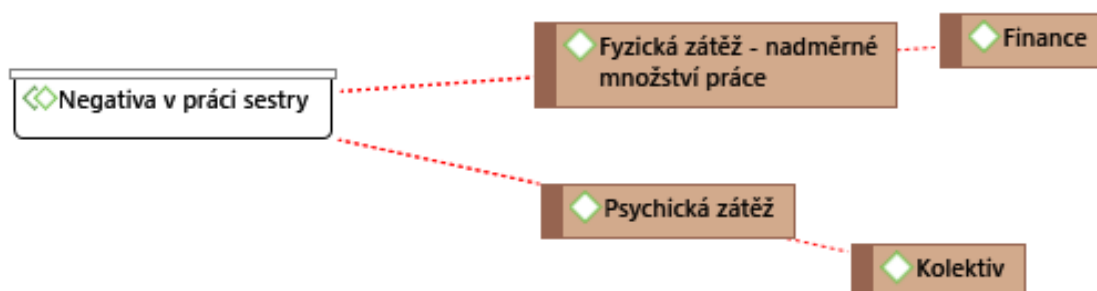 Negativa v práci sestry
Fyzická zátěž - nadměrné
množství práce
Finance
Psychická zátěž
Kolektiv